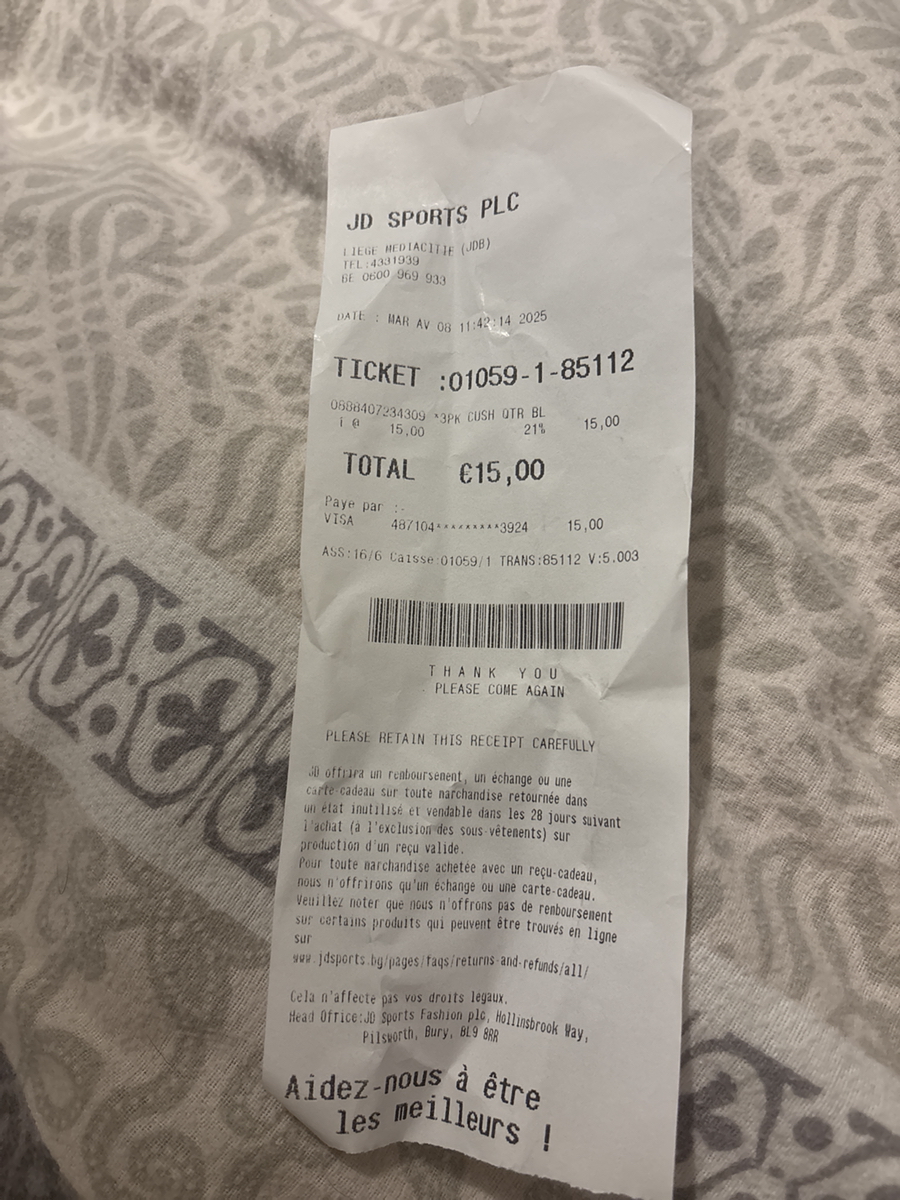 JD SPORTS PLC
LIEGE MEDIACITIE (JDB)
TEL:4331939
BE 0600 969 933
DATE : MAR AV 08 11:42:14 2025
TICKET :01059-1-85112
0688407234309 *3PK CUSH QTR BL 15,00
1 @ 15,00 21%
TOTAL €15,00
Paye par :-
VISA 487104*********3924 15,00
ASS:16/6 Caisse:01059/1 TRANS:85112 V:5.003
THANK YOU
PLEASE COME AGAIN
PLEASE RETAIN THIS RECEIPT CAREFULLY
JD offrira un renboursenent, un échange ou une
carte-cadeau sur toute narchandise retournée dans
un état inutilisé et vendable dans les 28 jours suivant
l'achat (à l'exclusion des sous-vêtenents) sur
production d'un reçu valide.
Pour toute narchandise achetée avec un reçu-cadeau,
nous n'offrirons qu'un échange ou une carte-cadeau.
Veuillez noter que nous n'offrons pas de renboursenent
sur certains produits qui peuvent être trouvés en ligne
sur
www.jdsports.bg/pages/faqs/returns-and-refunds/all/
Cela n'affecte pas vos droits legaux.
Head Office:JD Sports Fashion plc, Hollinsbrook Way,
Pilsworth, Bury, BL9 8RR
Aidez-nous à être
les meilleurs !